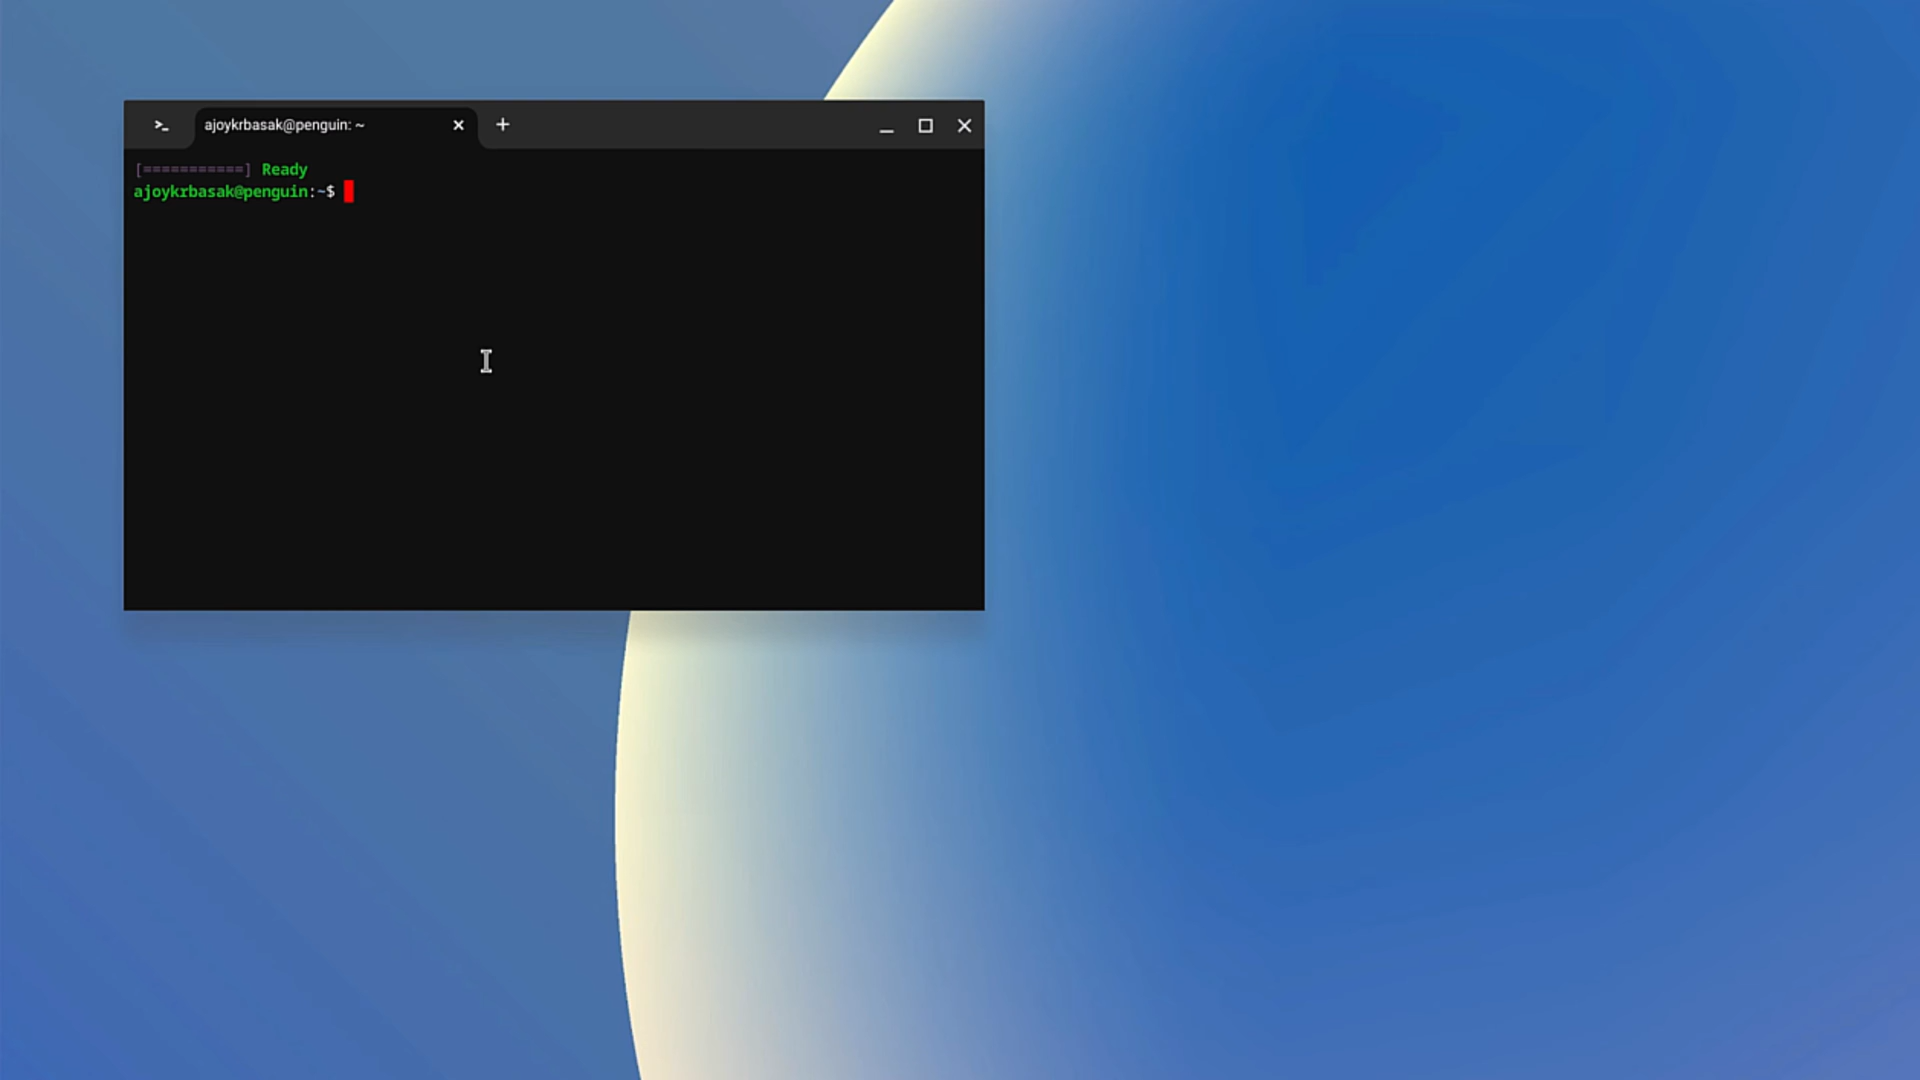 >_ ajoykrbasak@penguin: ~
[===========] Ready
ajoykrbasak@penguin:~$